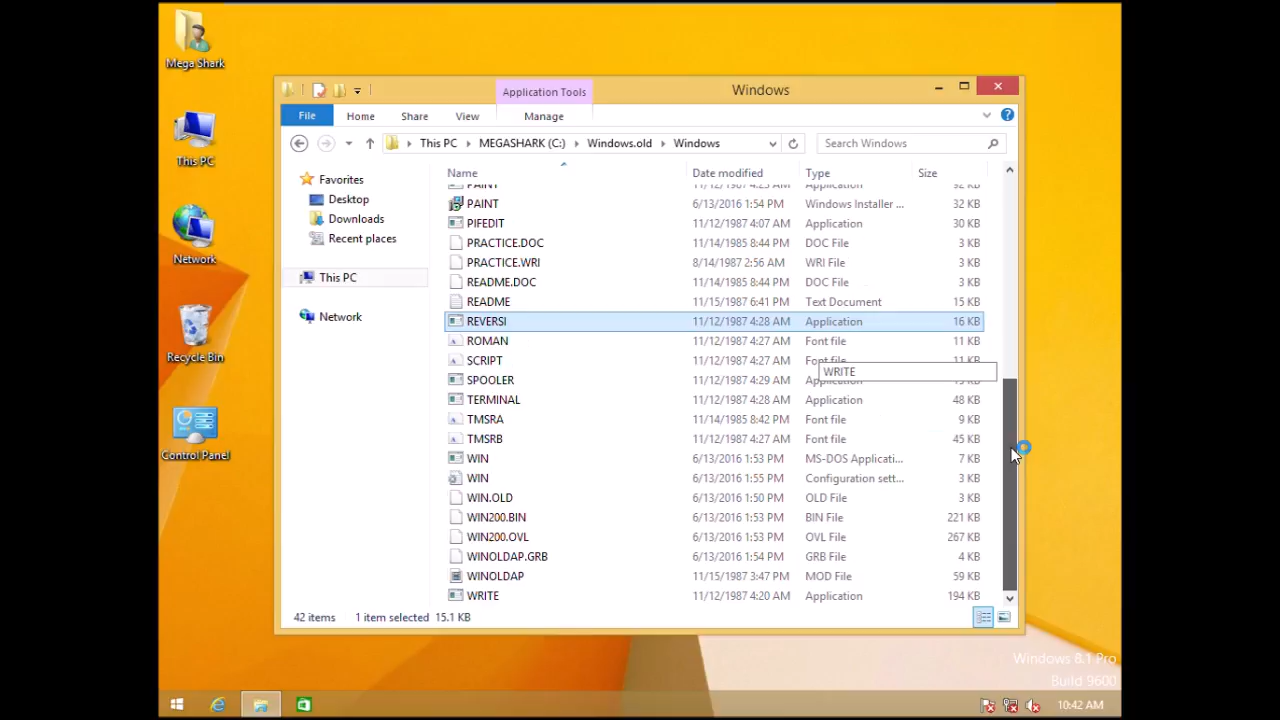 Mega Shark
This PC
Network
Recycle Bin
Control Panel
Application Tools
Windows
File
Home
Share
View
Manage
This PC
MEGASHARK (C:)
Windows.old
Windows
Search Windows
Favorites
Desktop
Downloads
Recent places
This PC
Network
Name Date modified Type Size
PAINT 11/12/1987 4:25 AM Application 92 KB
PAINT 6/13/2016 1:54 PM Windows Installer ... 32 KB
PIFEDIT 11/12/1987 4:07 AM Application 30 KB
PRACTICE.DOC 11/14/1985 8:44 PM DOC File 3 KB
PRACTICE.WRI 8/14/1987 2:56 AM WRI File 3 KB
README.DOC 11/14/1985 8:44 PM DOC File 3 KB
README 11/15/1987 6:41 PM Text Document 15 KB
REVERSI 11/12/1987 4:28 AM Application 16 KB
ROMAN 11/12/1987 4:27 AM Font file 11 KB
SCRIPT 11/12/1987 4:27 AM Font file 11 KB
WRITE
SPOOLER 11/12/1987 4:29 AM Application KB
TERMINAL 11/12/1987 4:28 AM Application 48 KB
TMSRA 11/14/1985 8:42 PM Font file 9 KB
TMSRB 11/12/1987 4:27 AM Font file 45 KB
WIN 6/13/2016 1:53 PM MS-DOS Applicati... 7 KB
WIN 6/13/2016 1:55 PM Configuration sett... 3 KB
WIN.OLD 6/13/2016 1:50 PM OLD File 3 KB
WIN200.BIN 6/13/2016 1:53 PM BIN File 221 KB
WIN200.OVL 6/13/2016 1:53 PM OVL File 267 KB
WINOLDAP.GRB 6/13/2016 1:54 PM GRB File 4 KB
WINOLDAP 11/15/1987 3:47 PM MOD File 59 KB
WRITE 11/12/1987 4:20 AM Application 194 KB
42 items 1 item selected 15.1 KB
Windows 8.1 Pro
Build 9600
10:42 AM